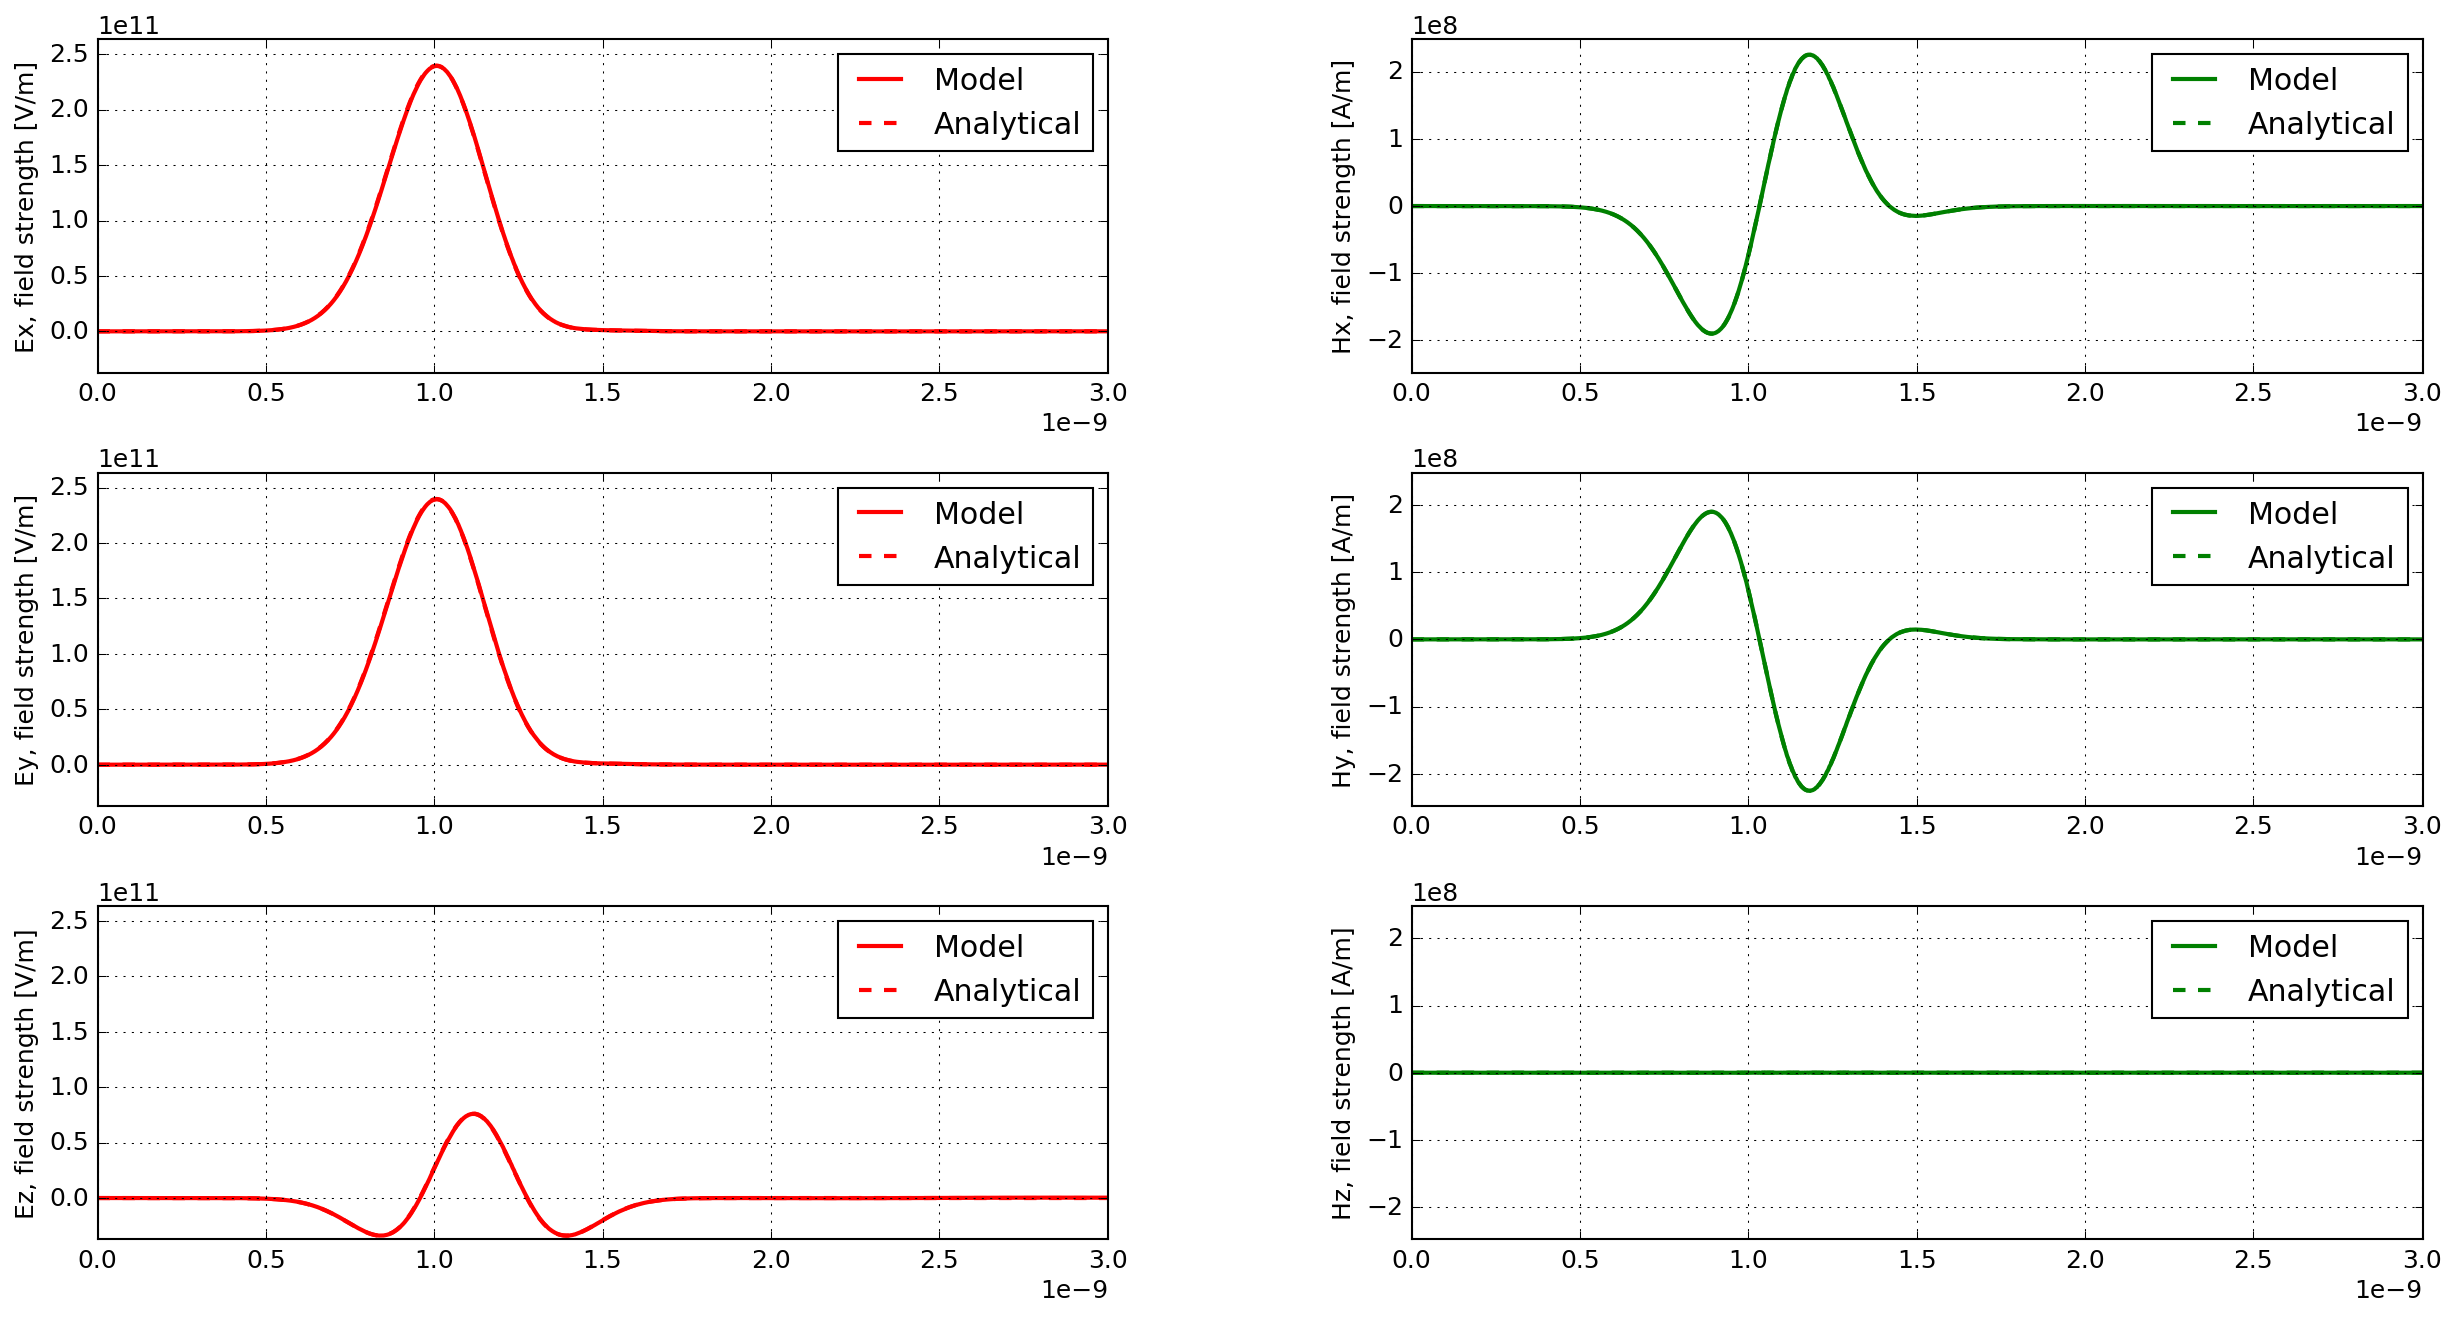 1e11
Ex, field strength [V/m]
2.5
2.0
1.5
1.0
0.5
0.0
Model
Analytical
0.0 0.5 1.0 1.5 2.0 2.5 3.0
1e−9
1e8
Hx, field strength [A/m]
2
1
0
−1
−2
Model
Analytical
0.0 0.5 1.0 1.5 2.0 2.5 3.0
1e−9
1e11
Ey, field strength [V/m]
2.5
2.0
1.5
1.0
0.5
0.0
Model
Analytical
0.0 0.5 1.0 1.5 2.0 2.5 3.0
1e−9
1e8
Hy, field strength [A/m]
2
1
0
−1
−2
Model
Analytical
0.0 0.5 1.0 1.5 2.0 2.5 3.0
1e−9
1e11
Ez, field strength [V/m]
2.5
2.0
1.5
1.0
0.5
0.0
Model
Analytical
0.0 0.5 1.0 1.5 2.0 2.5 3.0
1e−9
1e8
Hz, field strength [A/m]
2
1
0
−1
−2
Model
Analytical
0.0 0.5 1.0 1.5 2.0 2.5 3.0
1e−9